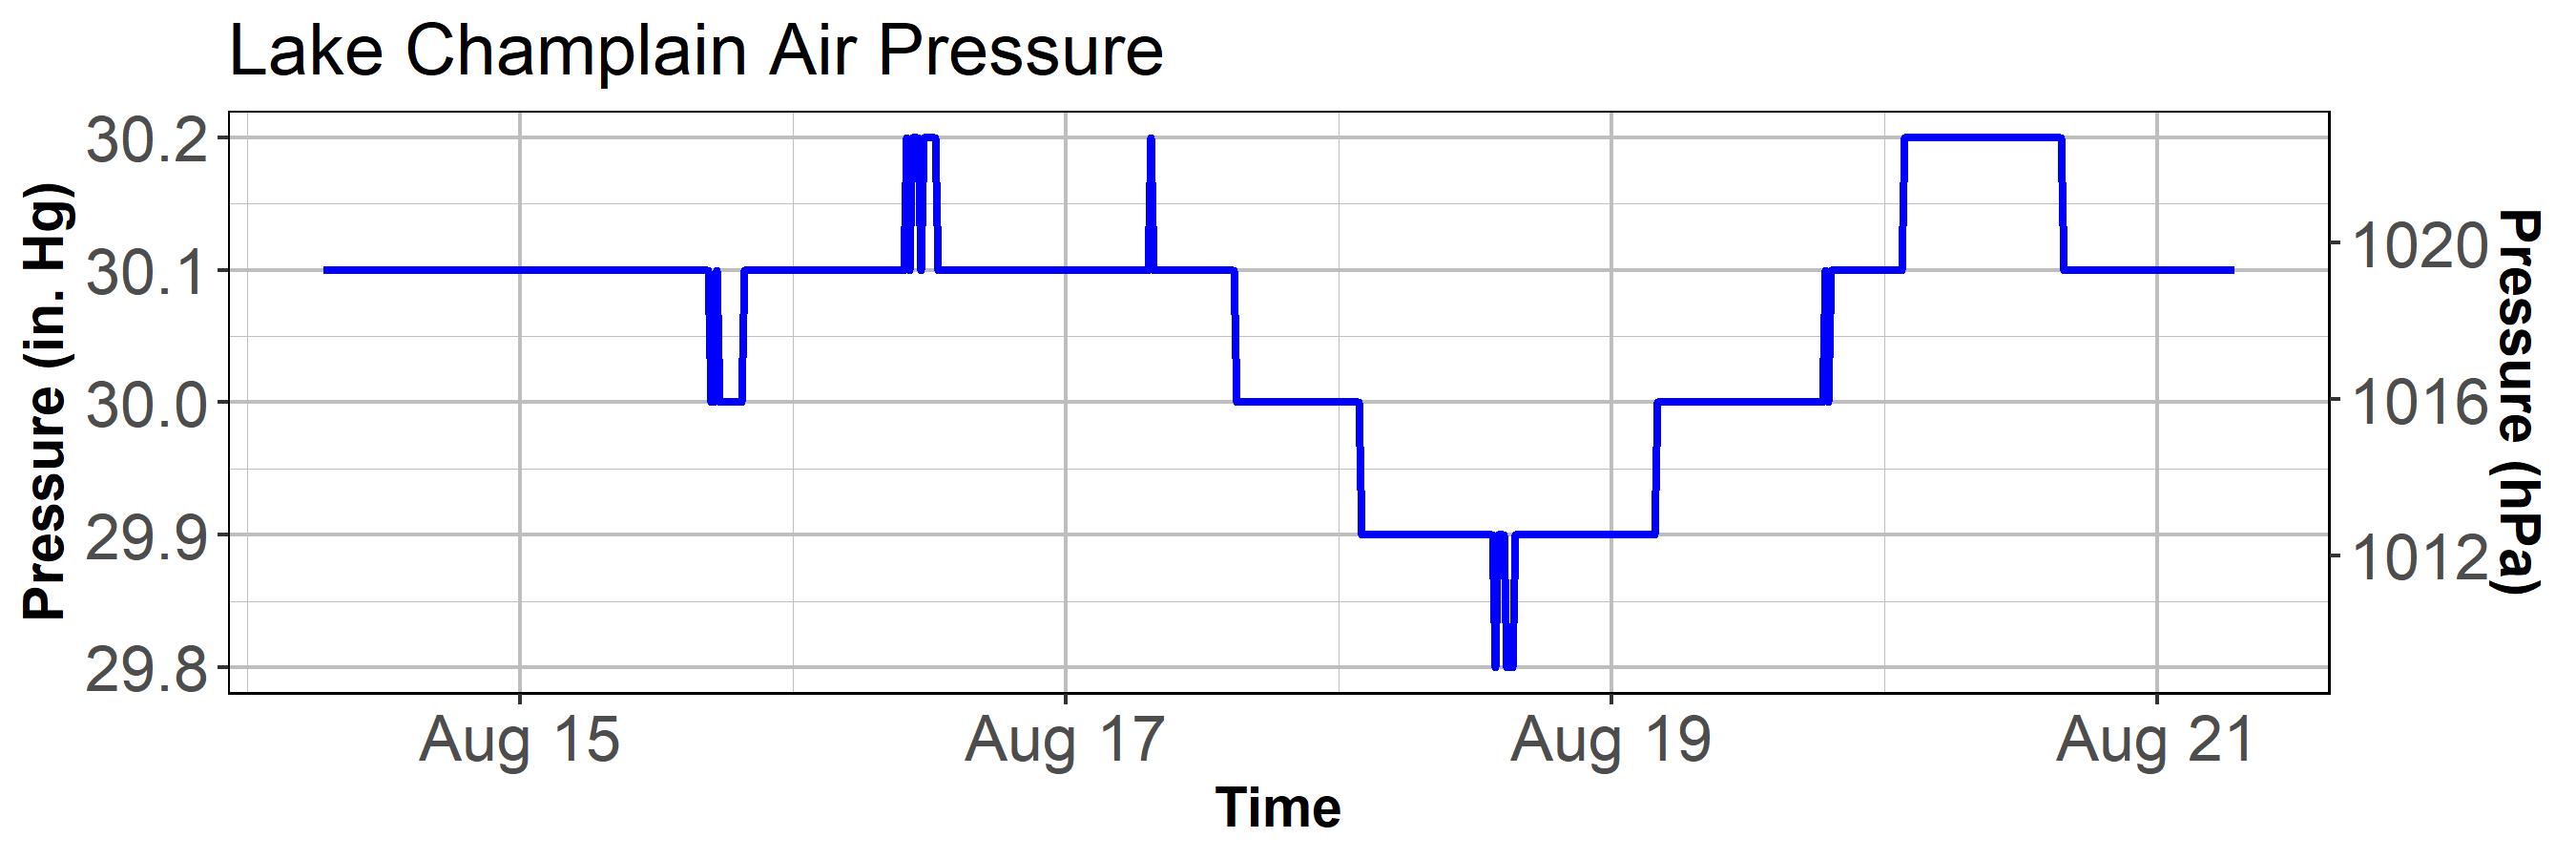 Lake Champlain Air Pressure
Pressure (in. Hg)
30.2
30.1
30.0
29.9
29.8
1020
1016
1012
Pressure (hPa)
Aug 15
Aug 17
Aug 19
Aug 21
Time